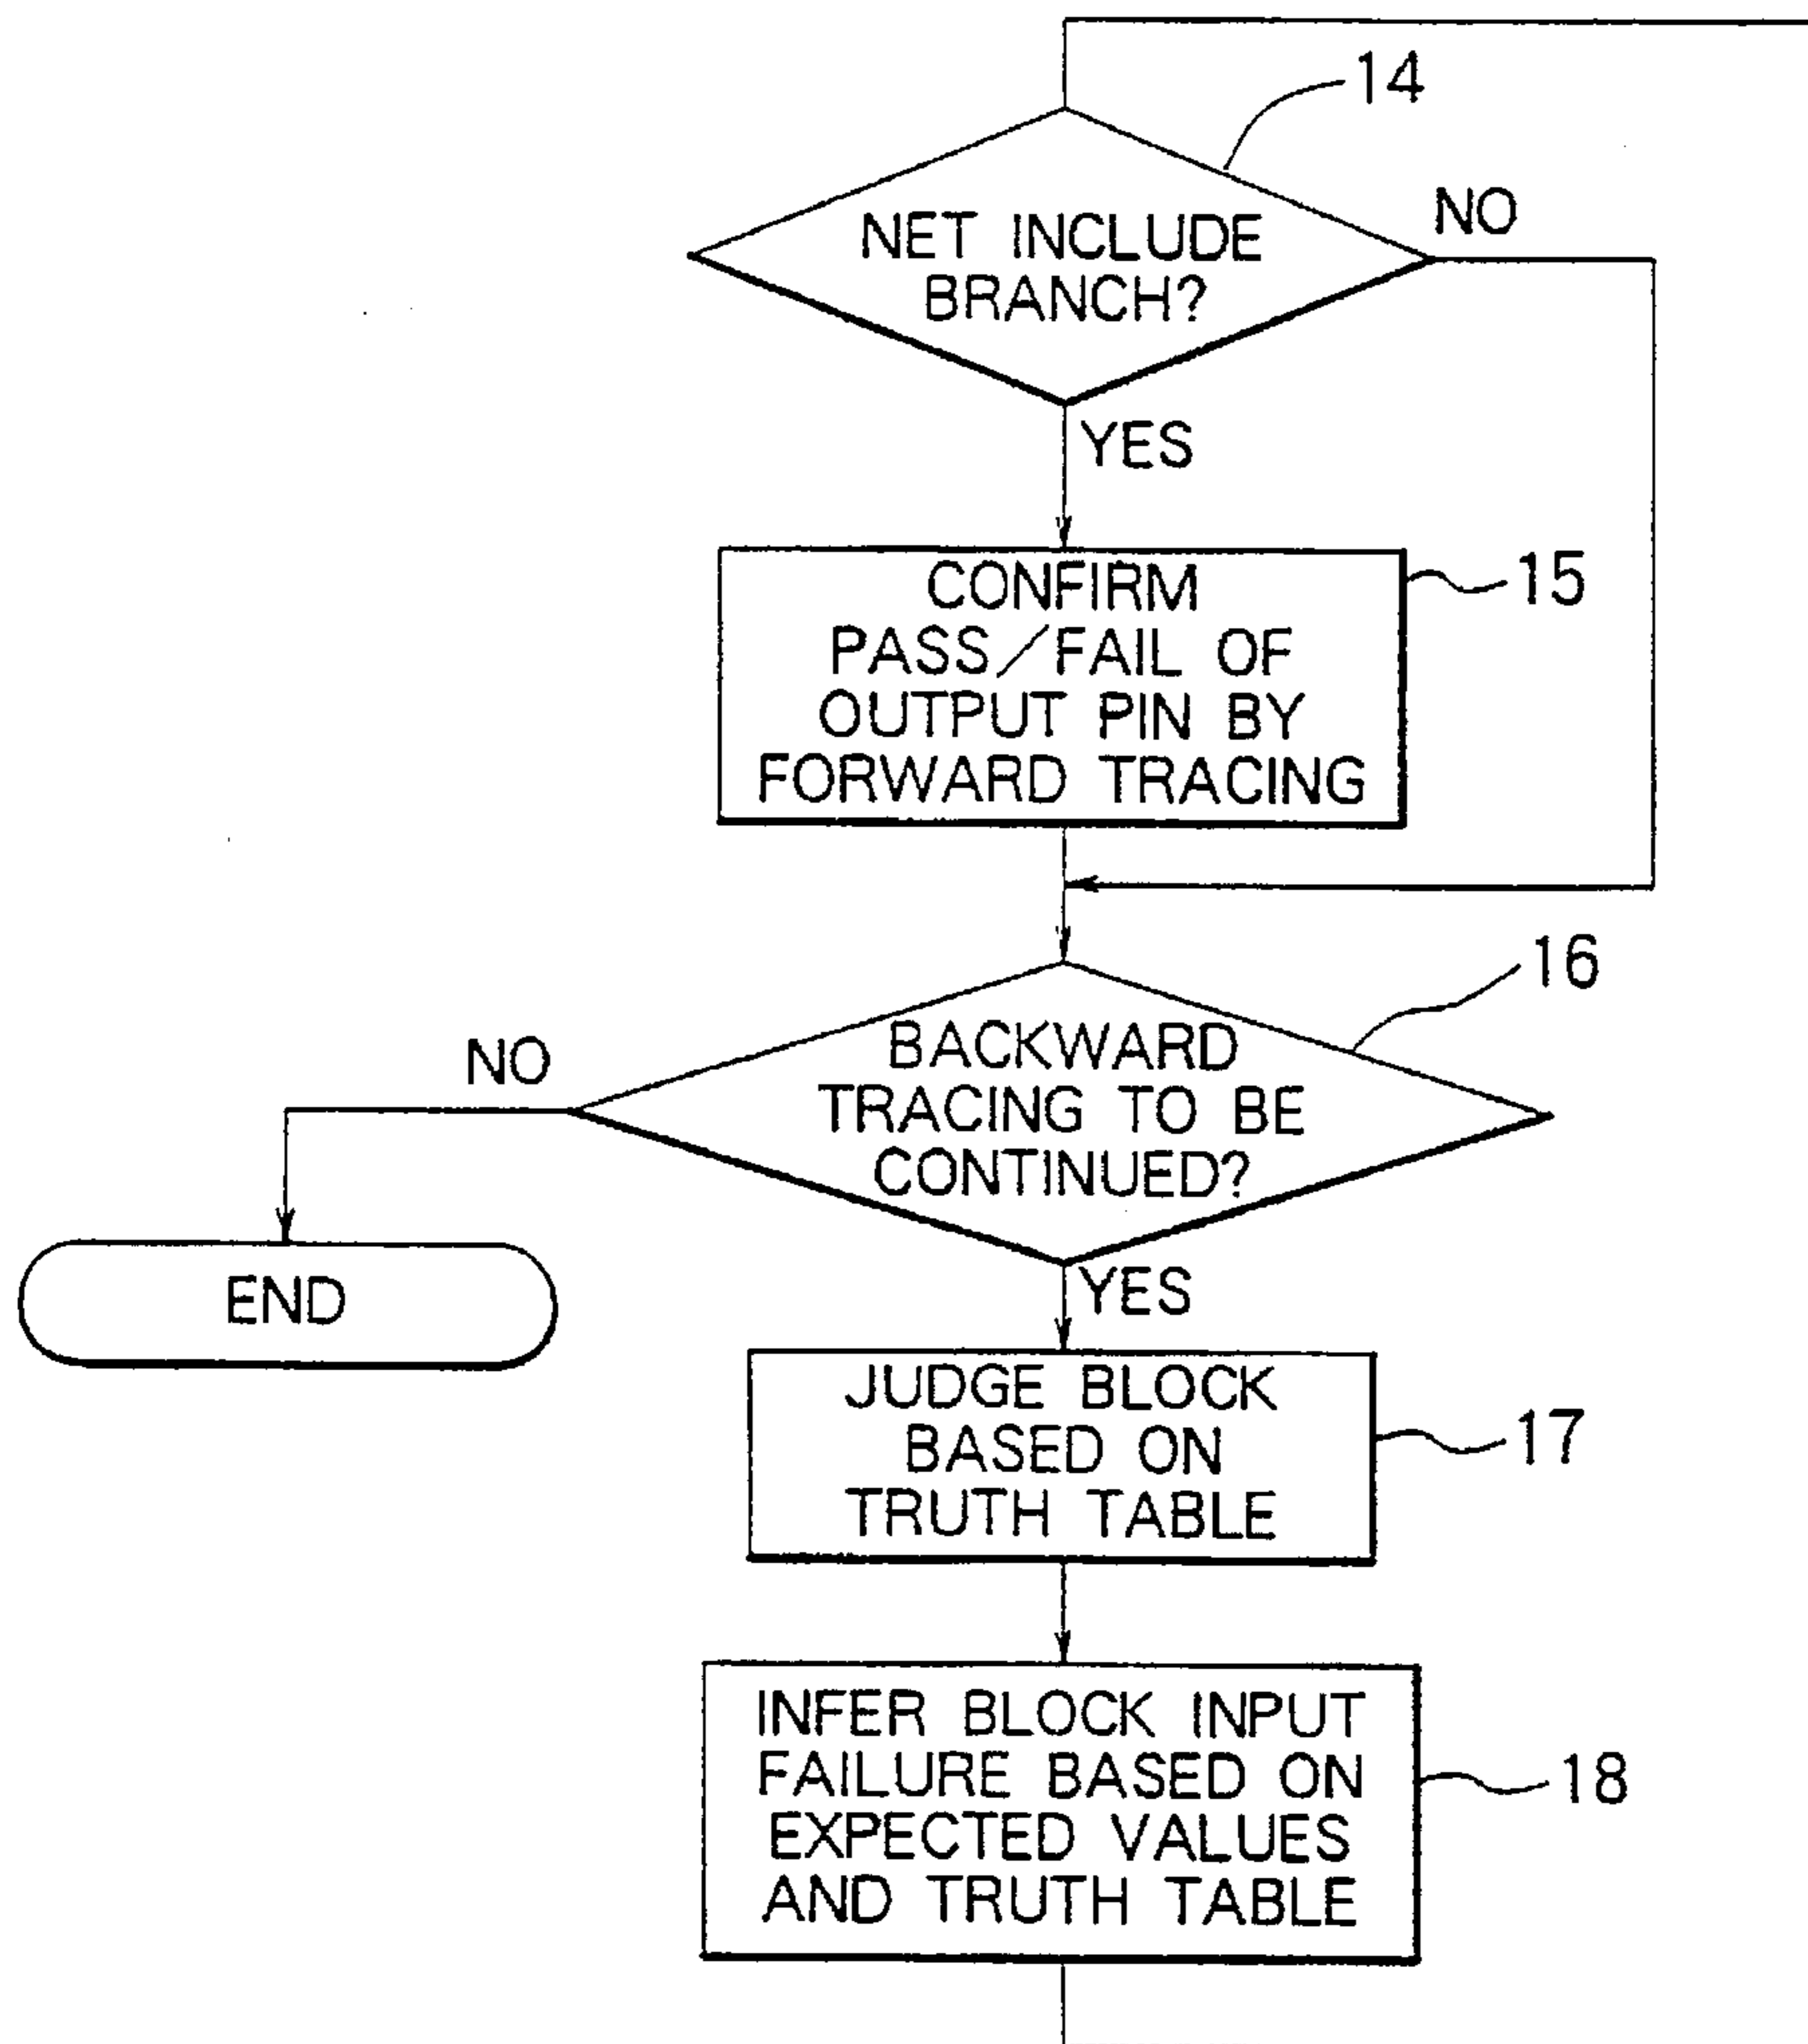 14
NET INCLUDE
BRANCH?
NO
YES
CONFIRM
PASS/FAIL OF
OUTPUT PIN BY
FORWARD TRACING
15
16
BACKWARD
TRACING TO BE
CONTINUED?
NO
END
YES
JUDGE BLOCK
BASED ON
TRUTH TABLE
17
INFER BLOCK INPUT
FAILURE BASED ON
EXPECTED VALUES
AND TRUTH TABLE
18